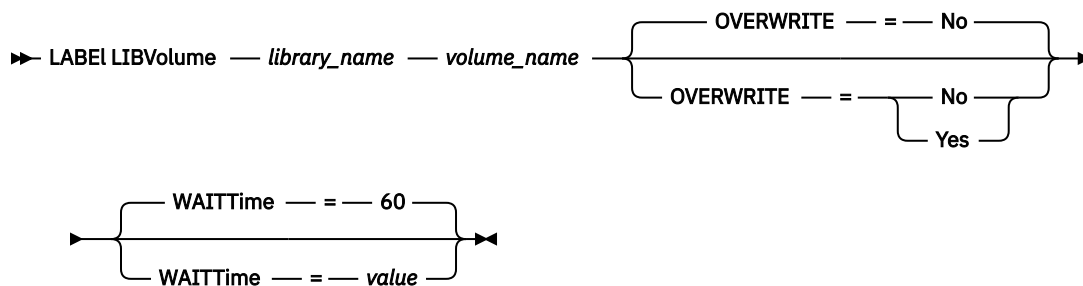 OVERWRITE = No
LABEl LIBVolume library_name volume_name
OVERWRITE = No
Yes
WAITTime = 60
WAITTime = value